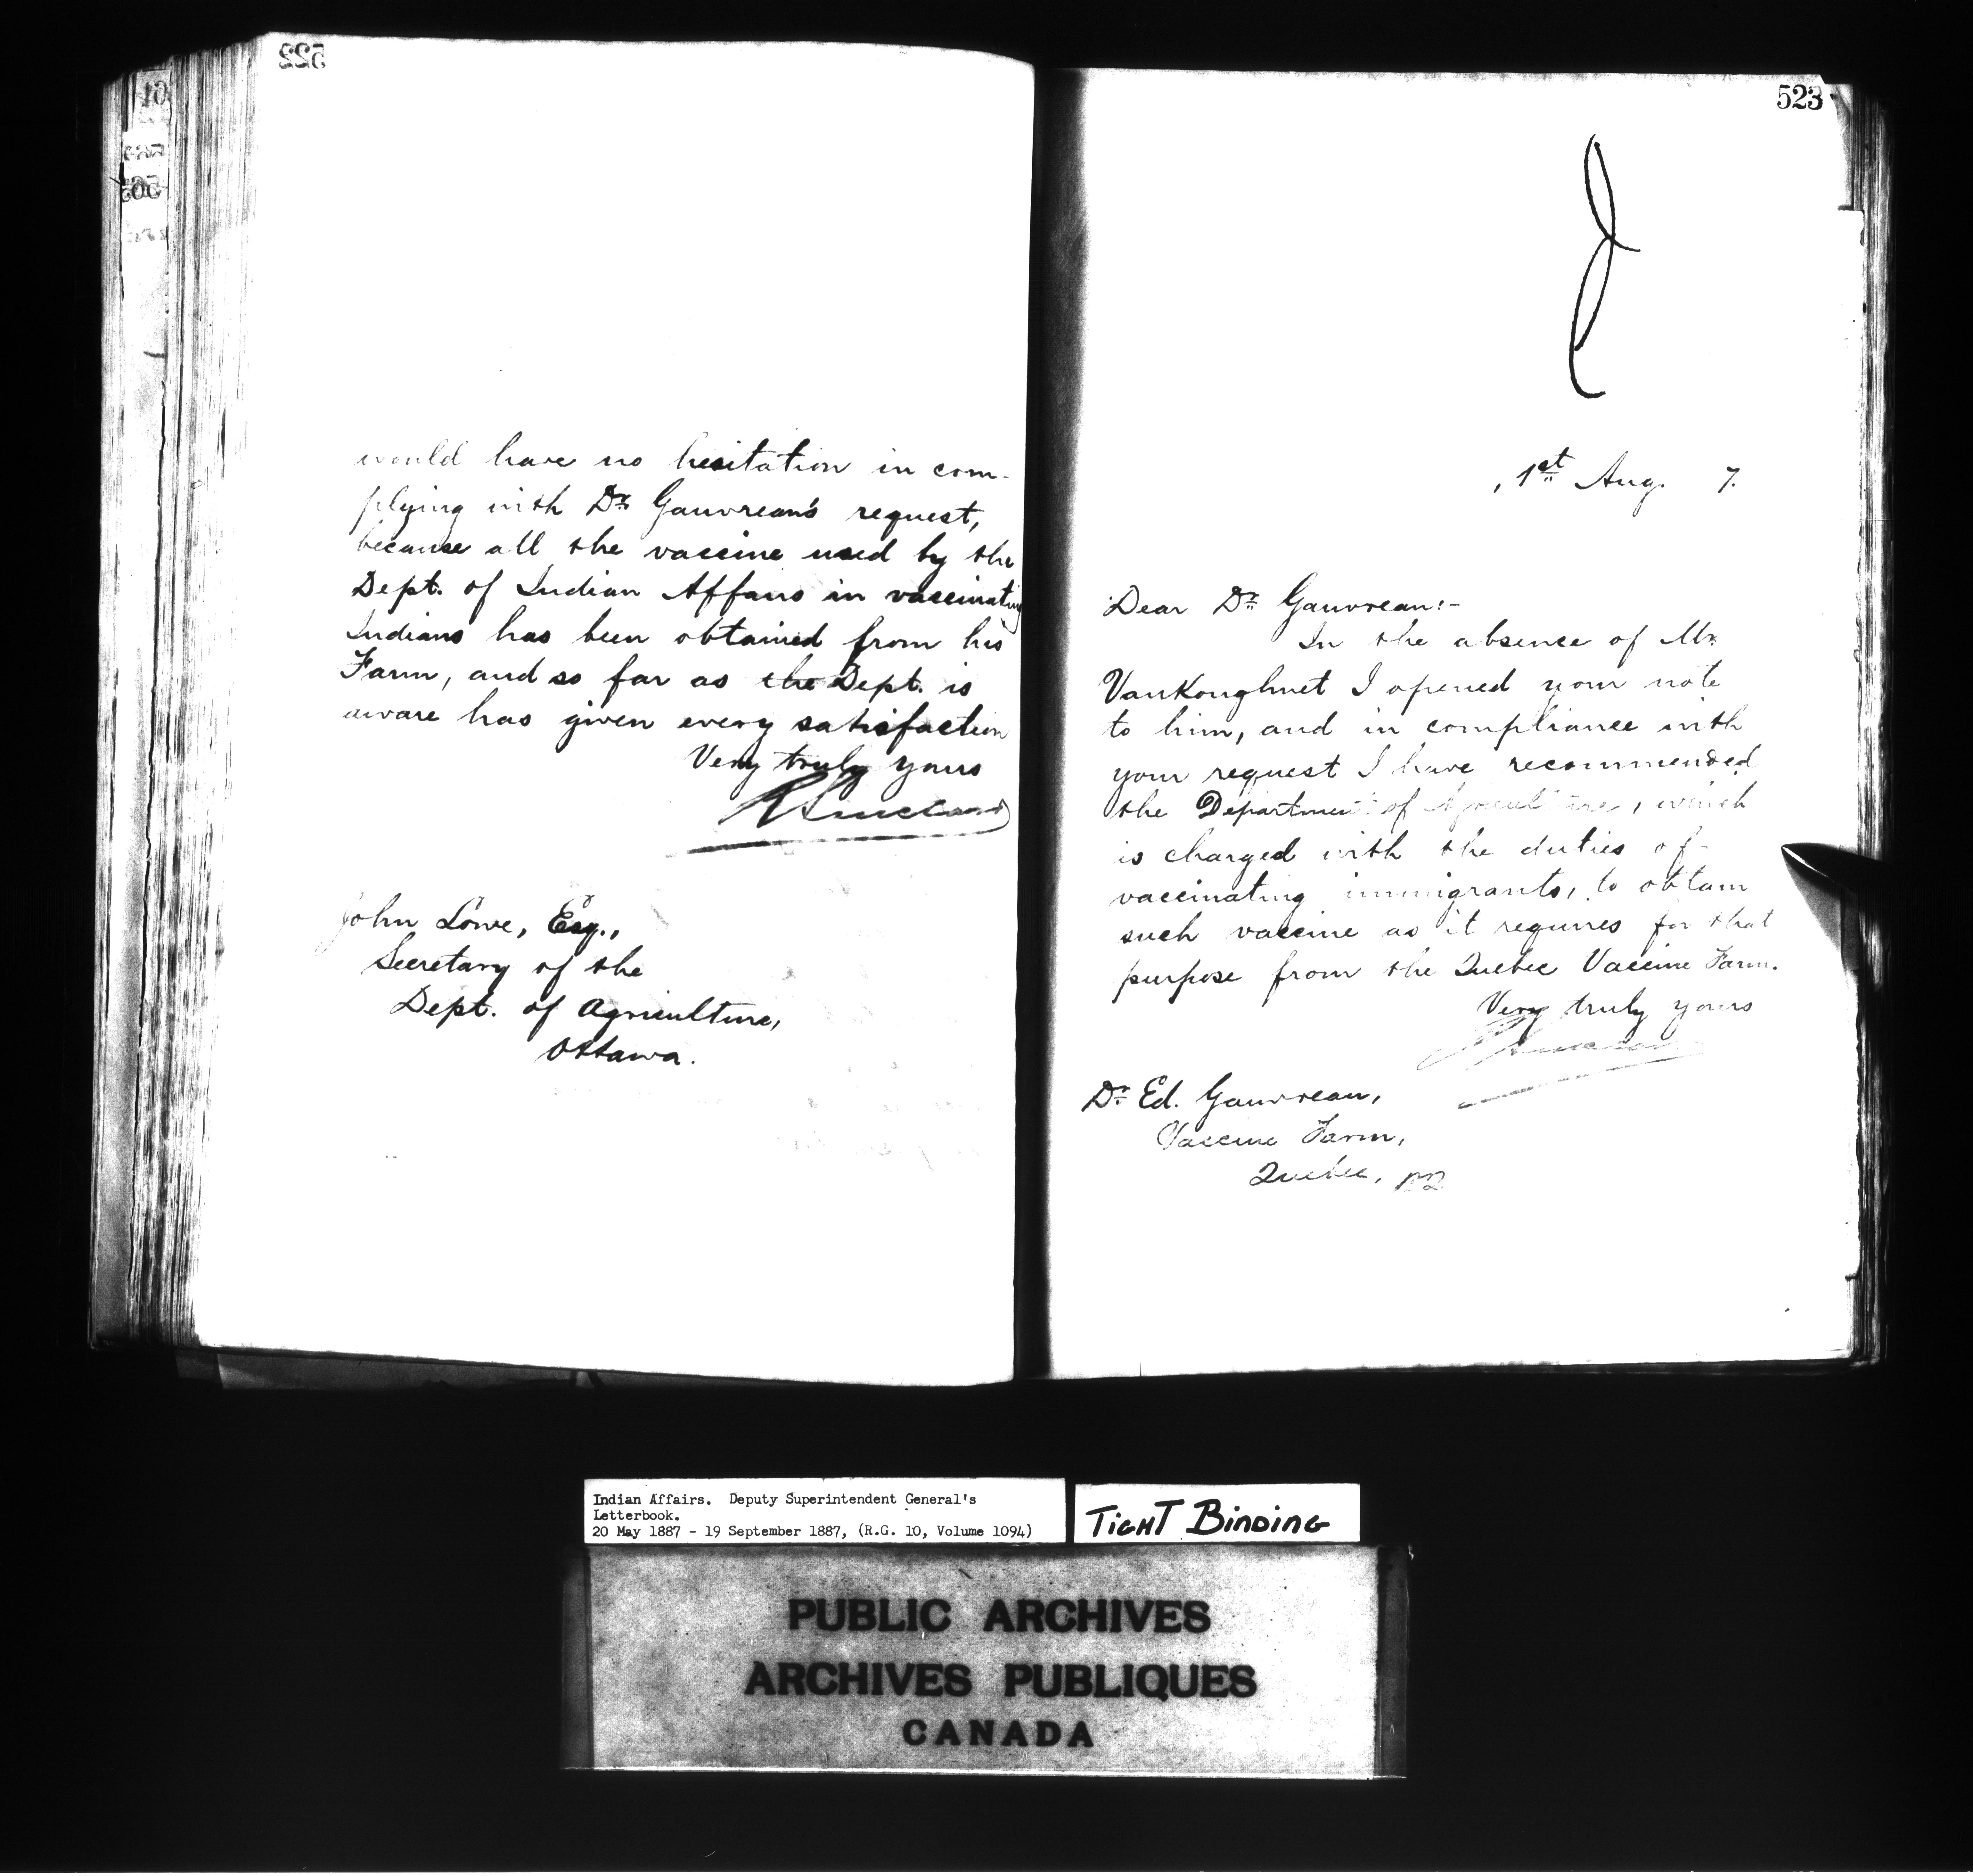 522
would have no hesitation in com-
plying with Dr. Gauvreau's request,
because all the vaccine used by the
Dept. of Indian Affairs in vaccinating
Indians has been obtained from his
Farm, and so far as the Dept. is
aware has given every satisfaction
Very truly yours
R Sinclair
John Lowe, Esq.,
Secretary of the
Dept. of Agriculture,
Ottawa.
523
1st Aug. 7.
Dear Dr. Gauvreau:-
In the absence of Mr.
VanKoughnet I opened your note
to him, and in compliance with
your request I have recommended
the Department of Agriculture, which
is charged with the duties of
vaccinating immigrants, to obtain
such vaccine as it requires for that
purpose from the Quebec Vaccine Farm.
Very truly yours
Dr. Ed. Gauvreau,
Vaccine Farm,
Quebec, PQ
Indian Affairs. Deputy Superintendent General's
Letterbook.
20 May 1887 - 19 September 1887, (R.G. 10, Volume 1094)
TIGHT BINDING
PUBLIC ARCHIVES
ARCHIVES PUBLIQUES
CANADA